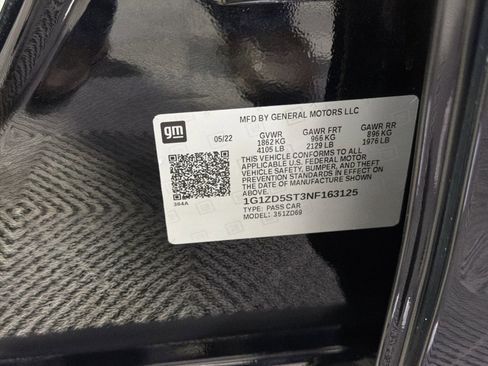 MFD BY GENERAL MOTORS LLC
gm
05/22 GVWR GAWR FRT GAWR RR
1862 KG 966 KG 896 KG
4105 LB 2129 LB 1976 LB
THIS VEHICLE CONFORMS TO ALL
APPLICABLE U.S. FEDERAL MOTOR
VEHICLE SAFETY, BUMPER, AND THEFT
PREVENTION STANDARDS IN EFFECT ON
THE DATE OF MANUFACTURE SHOWN ABOVE.
384A
1G1ZD5ST3NF163125
TYPE: PASS CAR
MODEL: 351ZD69